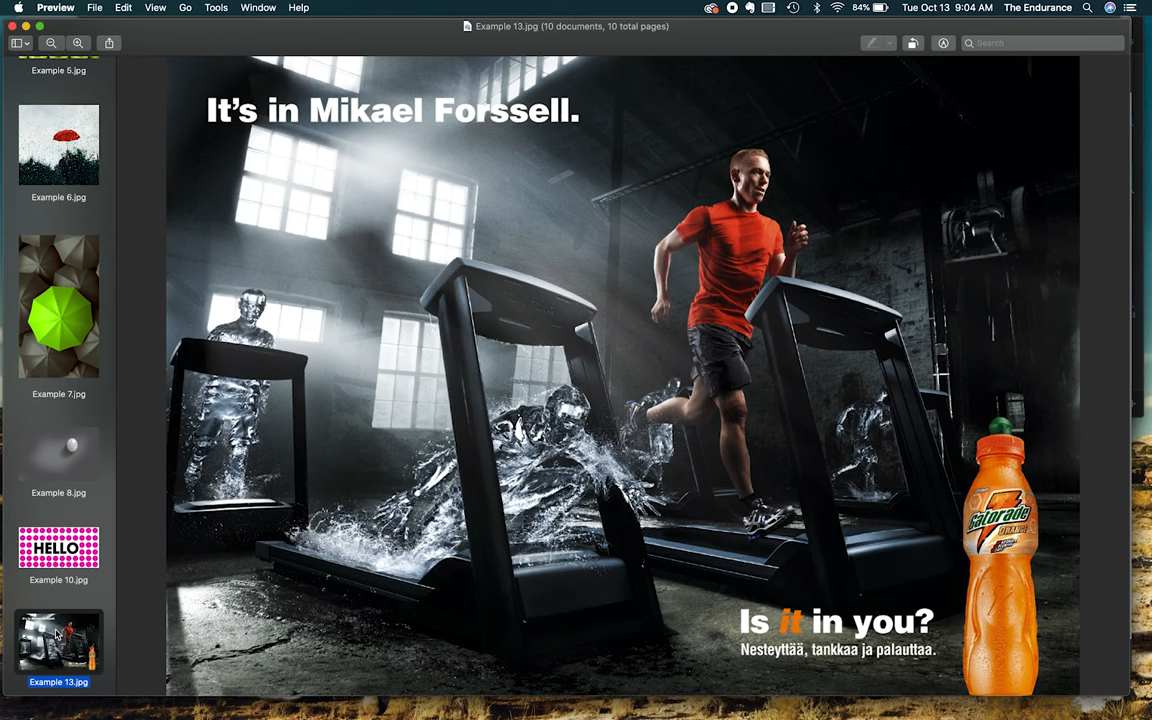 Preview File Edit View Go Tools Window Help
84% Tue Oct 13 9:04 AM The Endurance
Example 13.jpg (10 documents, 10 total pages)
Search
Example 5.jpg
Example 6.jpg
Example 7.jpg
Example 8.jpg
HELLO
Example 10.jpg
Example 13.jpg
It's in Mikael Forssell.
Gatorade
ORANGE
Is it in you?
Nesteyttää, tankkaa ja palauttaa.